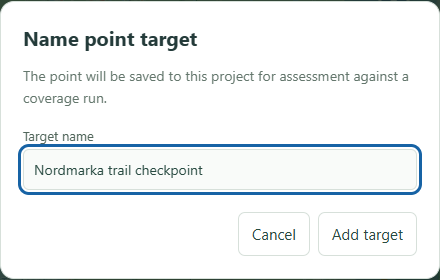 Name point target
The point will be saved to this project for assessment against a
coverage run.
Target name
Nordmarka trail checkpoint
Cancel
Add target